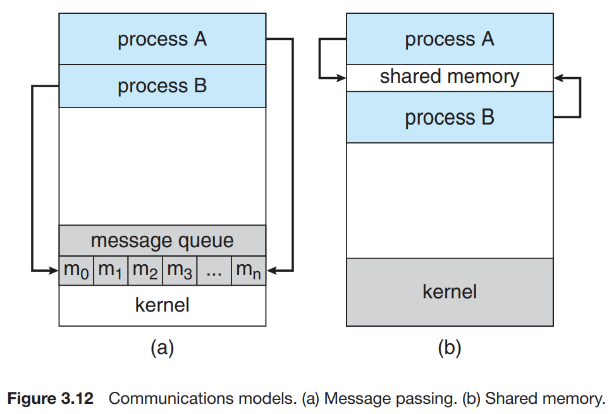 process A
process B
message queue
m0 m1 m2 m3 ... mn
kernel
(a)
process A
shared memory
process B
kernel
(b)
Figure 3.12 Communications models. (a) Message passing. (b) Shared memory.